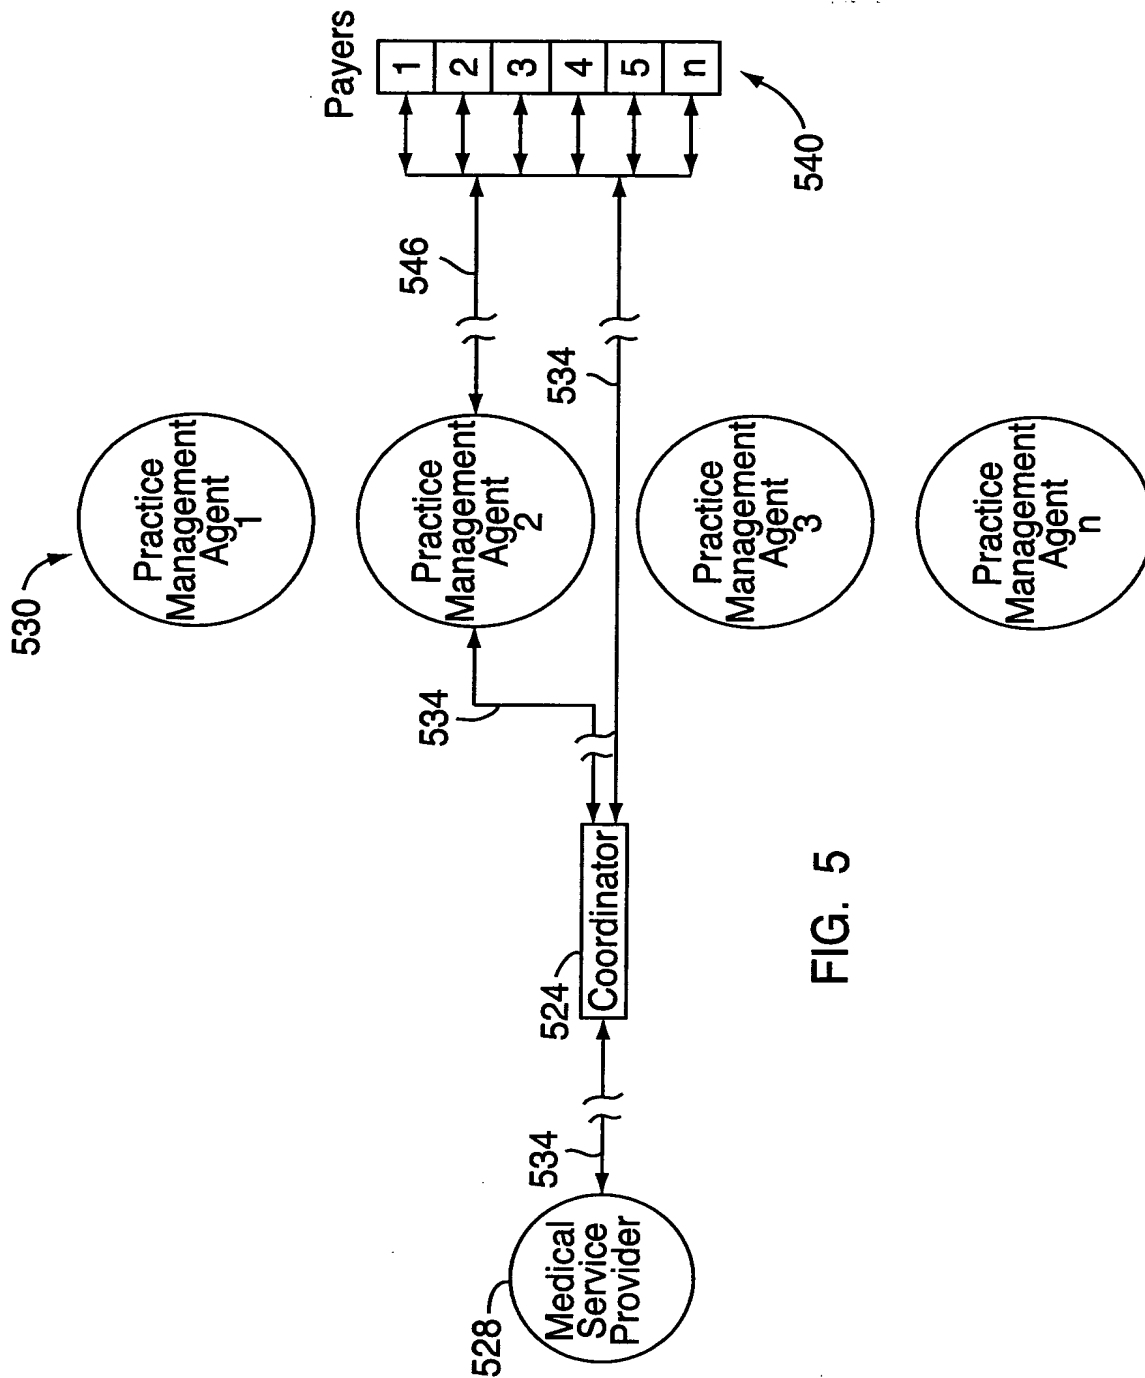 530
Practice
Management
Agent
1
Practice
Management
Agent
2
Practice
Management
Agent
3
Practice
Management
Agent
n
528
Medical
Service
Provider
534
524
Coordinator
534
534
546
Payers
1
2
3
4
5
n
540
FIG. 5